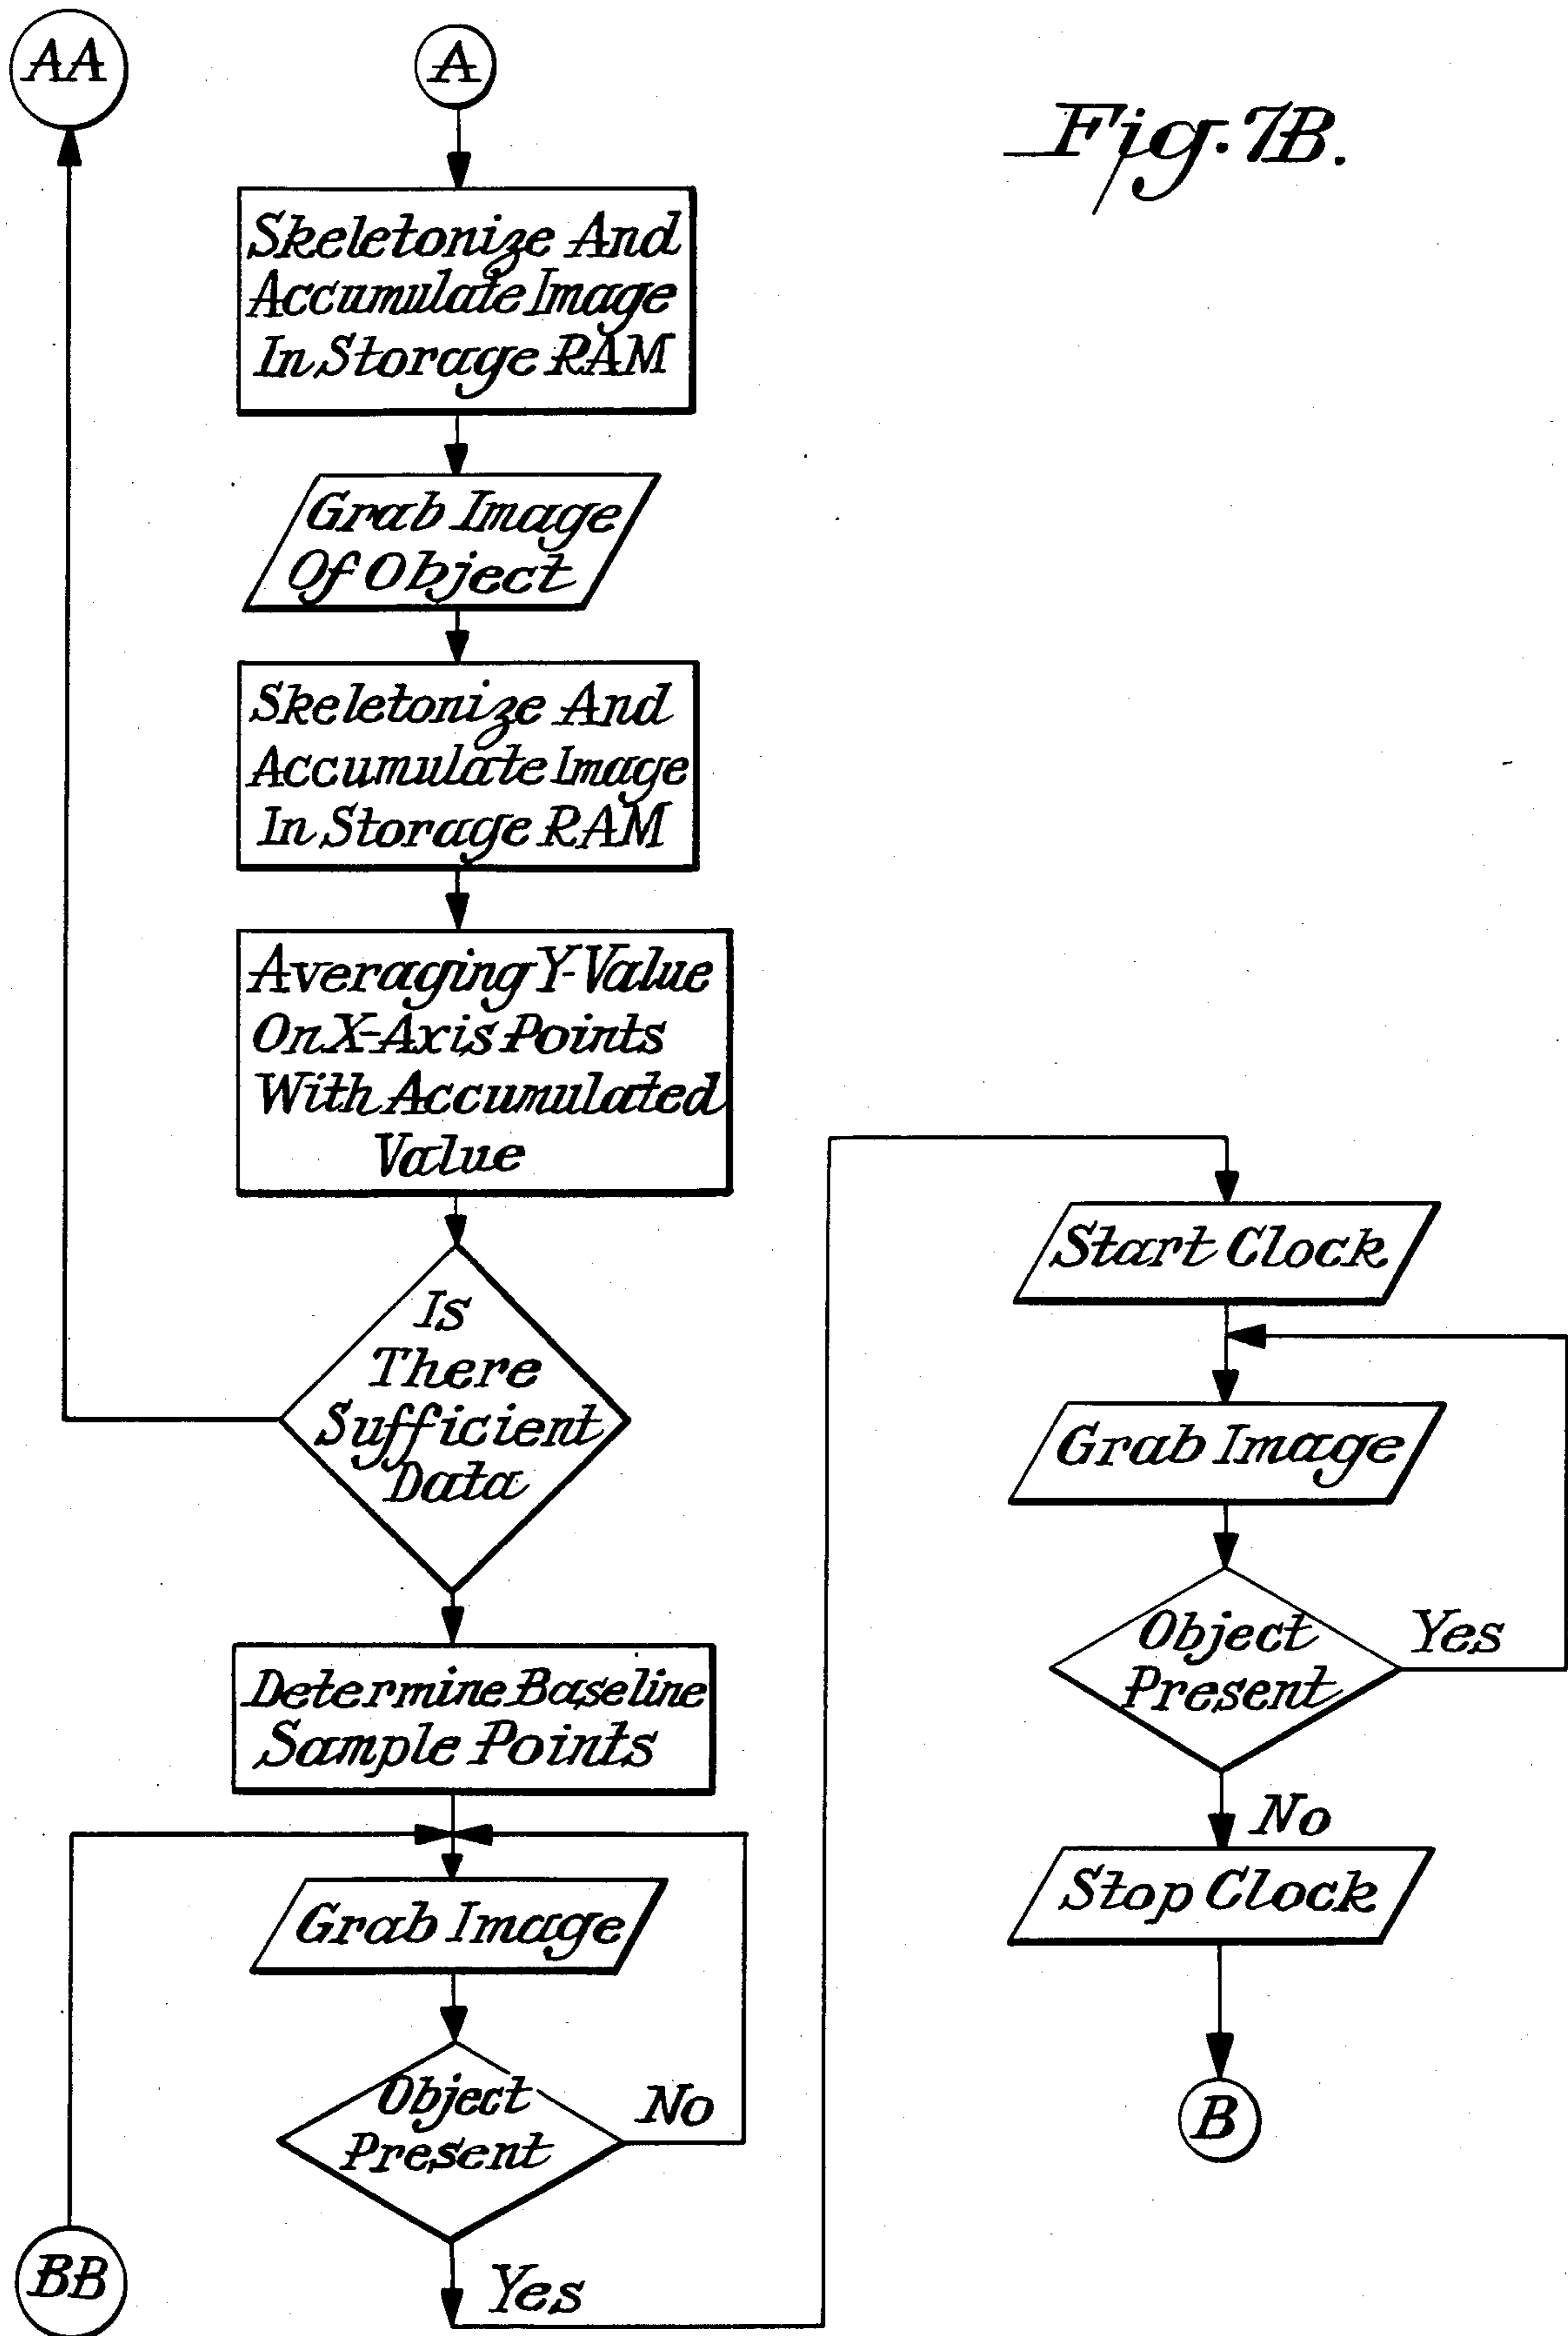 AA
A
Fig. 7B.
Skeletonize And
Accumulate Image
In Storage RAM
Grab Image
Of Object
Skeletonize And
Accumulate Image
In Storage RAM
Averaging Y-Value
On X-Axis Points
With Accumulated
Value
Is
There
Sufficient
Data
Determine Baseline
Sample Points
Grab Image
Object
Present
No
Yes
BB
Start Clock
Grab Image
Object
Present
Yes
No
Stop Clock
B